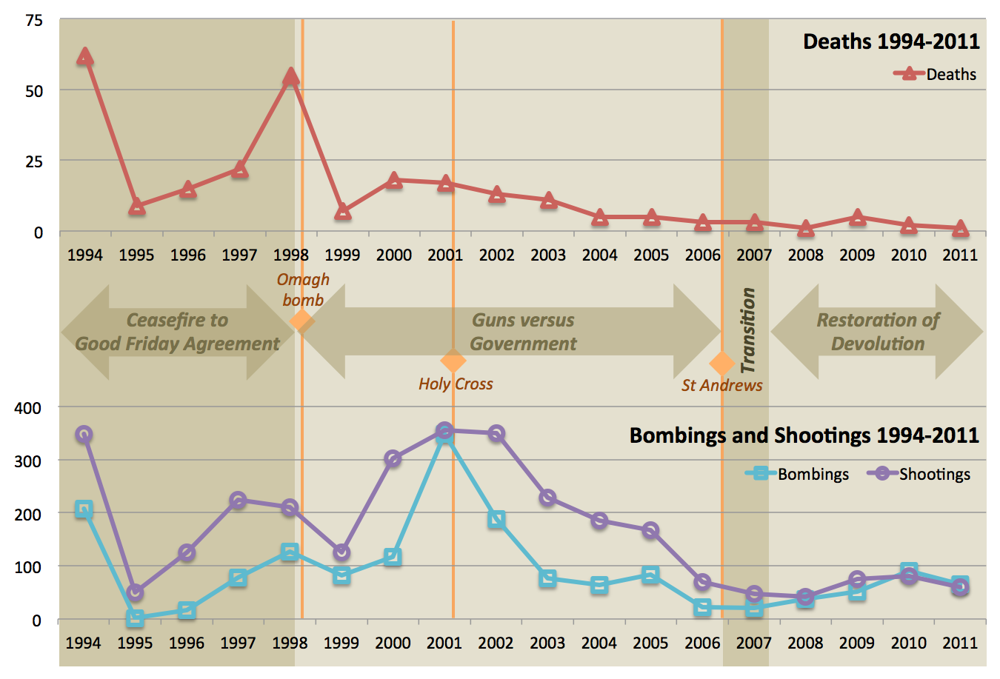 75
Deaths 1994-2011
Deaths
50
25
0
1994 1995 1996 1997 1998 1999 2000 2001 2002 2003 2004 2005 2006 2007 2008 2009 2010 2011
Omagh
bomb
Ceasefire to
Good Friday Agreement
Guns versus
Government
Transition
Restoration of
Devolution
Holy Cross
St Andrews
400
Bombings and Shootings 1994-2011
300
Bombings Shootings
200
100
0
1994 1995 1996 1997 1998 1999 2000 2001 2002 2003 2004 2005 2006 2007 2008 2009 2010 2011